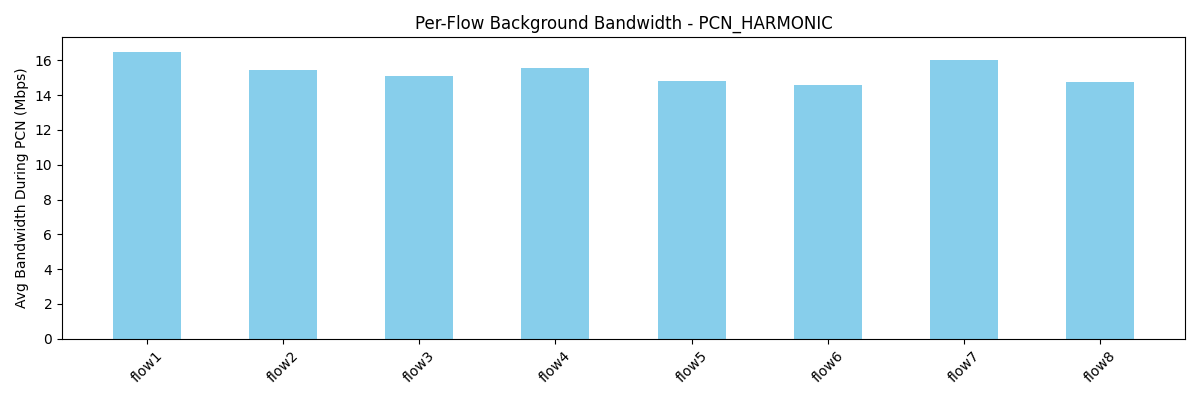 Per-Flow Background Bandwidth - PCN_HARMONIC
Avg Bandwidth During PCN (Mbps)
16
14
12
10
8
6
4
2
0
flow1
flow2
flow3
flow4
flow5
flow6
flow7
flow8